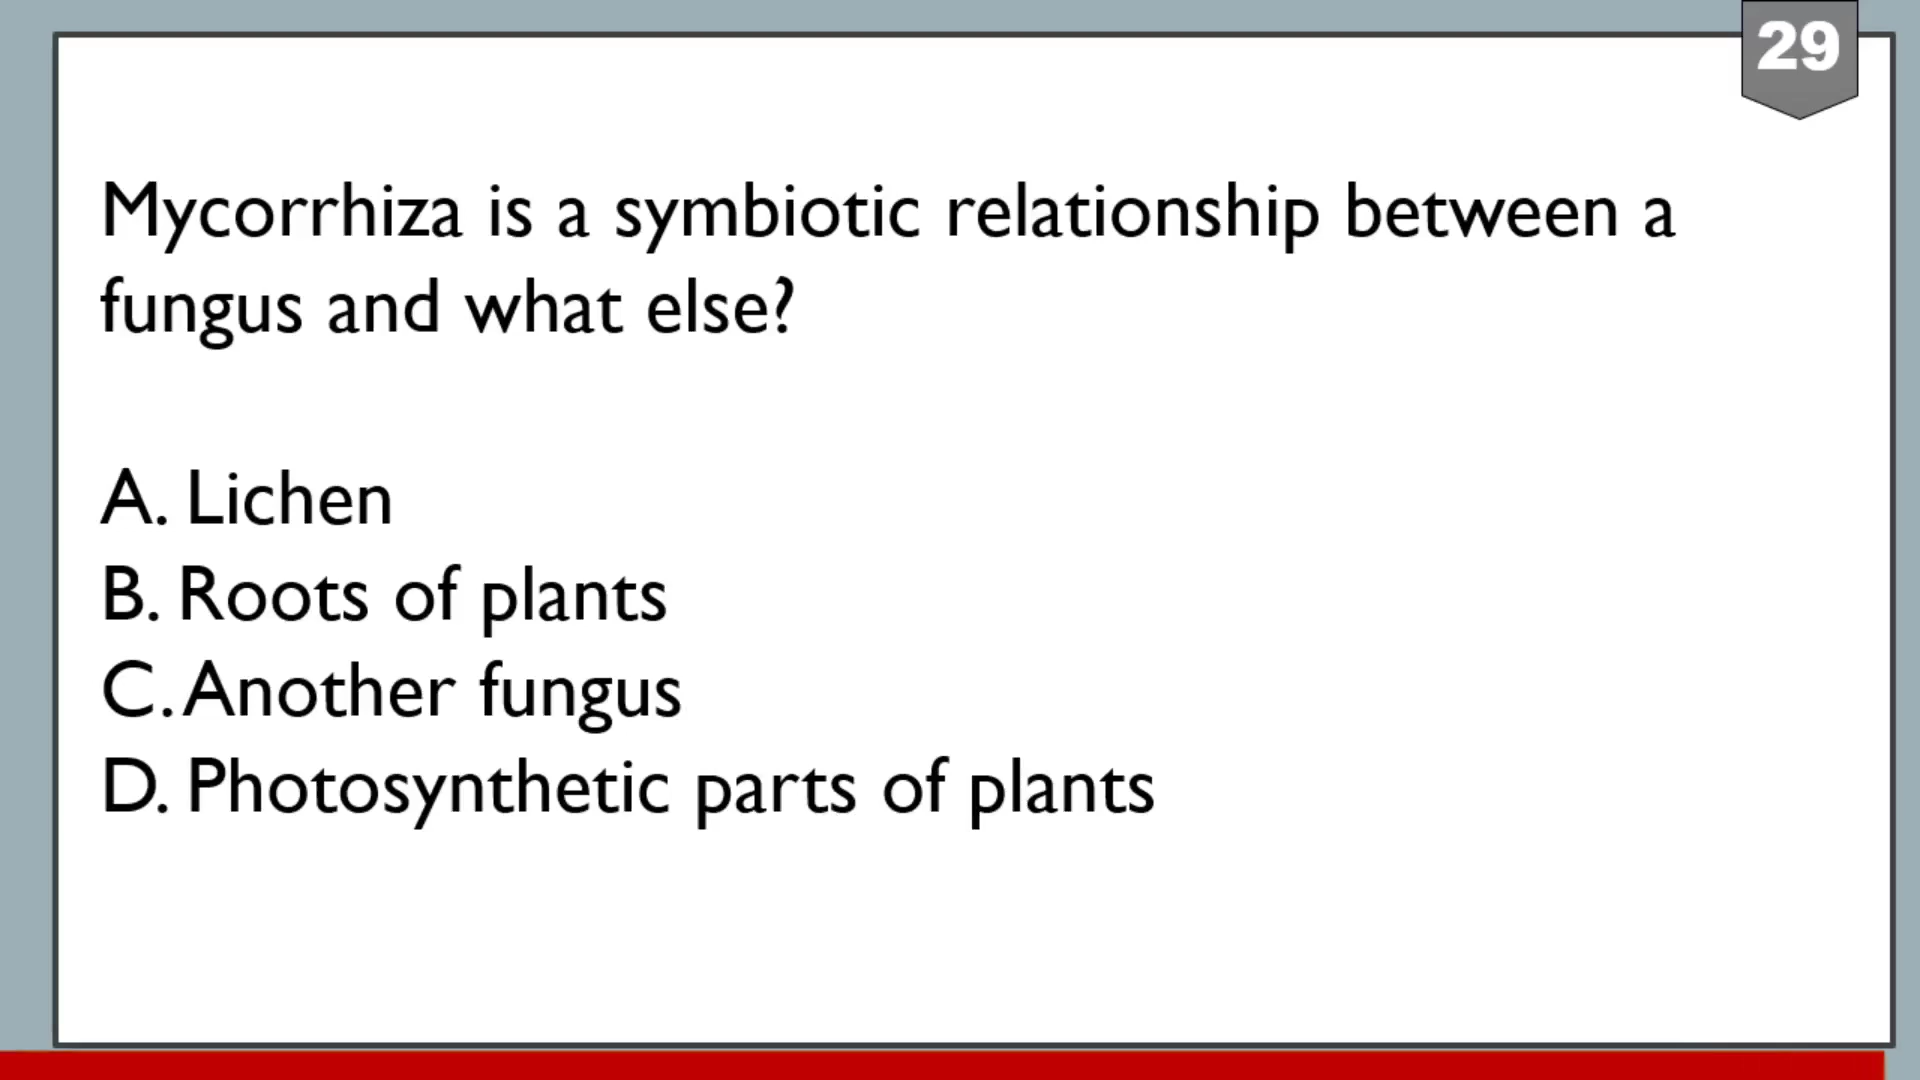 29
Mycorrhiza is a symbiotic relationship between a
fungus and what else?
A. Lichen
B. Roots of plants
C. Another fungus
D. Photosynthetic parts of plants